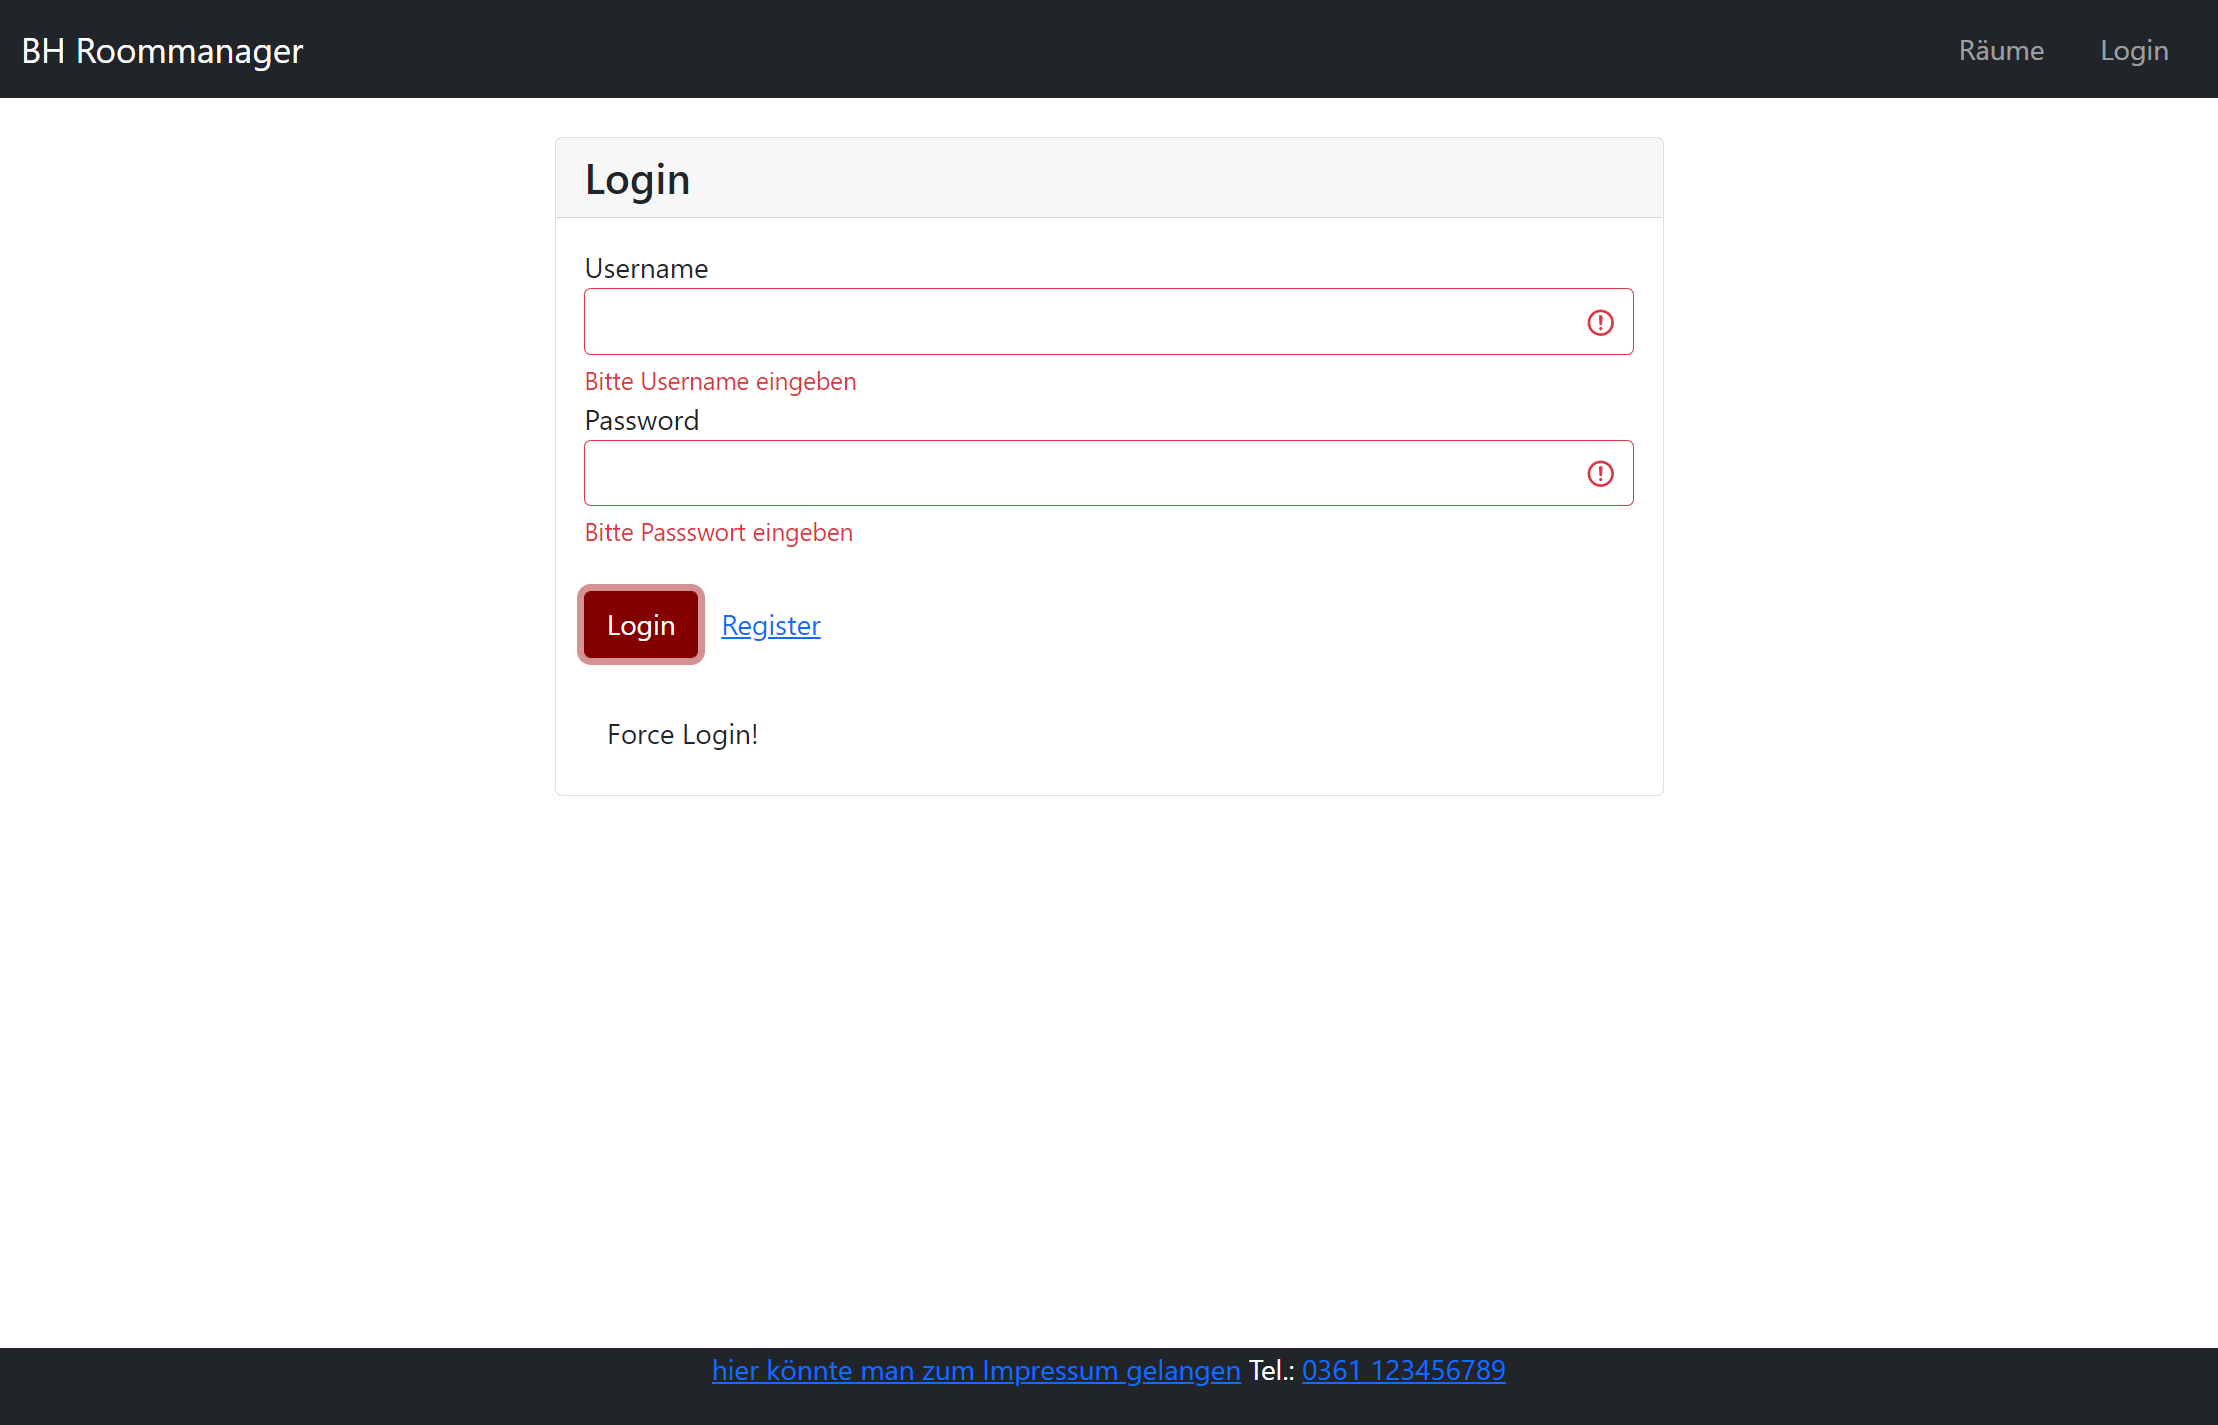 BH Roommanager Räume Login
Login
Username
Bitte Username eingeben
Password
Bitte Passswort eingeben
Login Register
Force Login!
hier könnte man zum Impressum gelangen Tel.: 0361 123456789